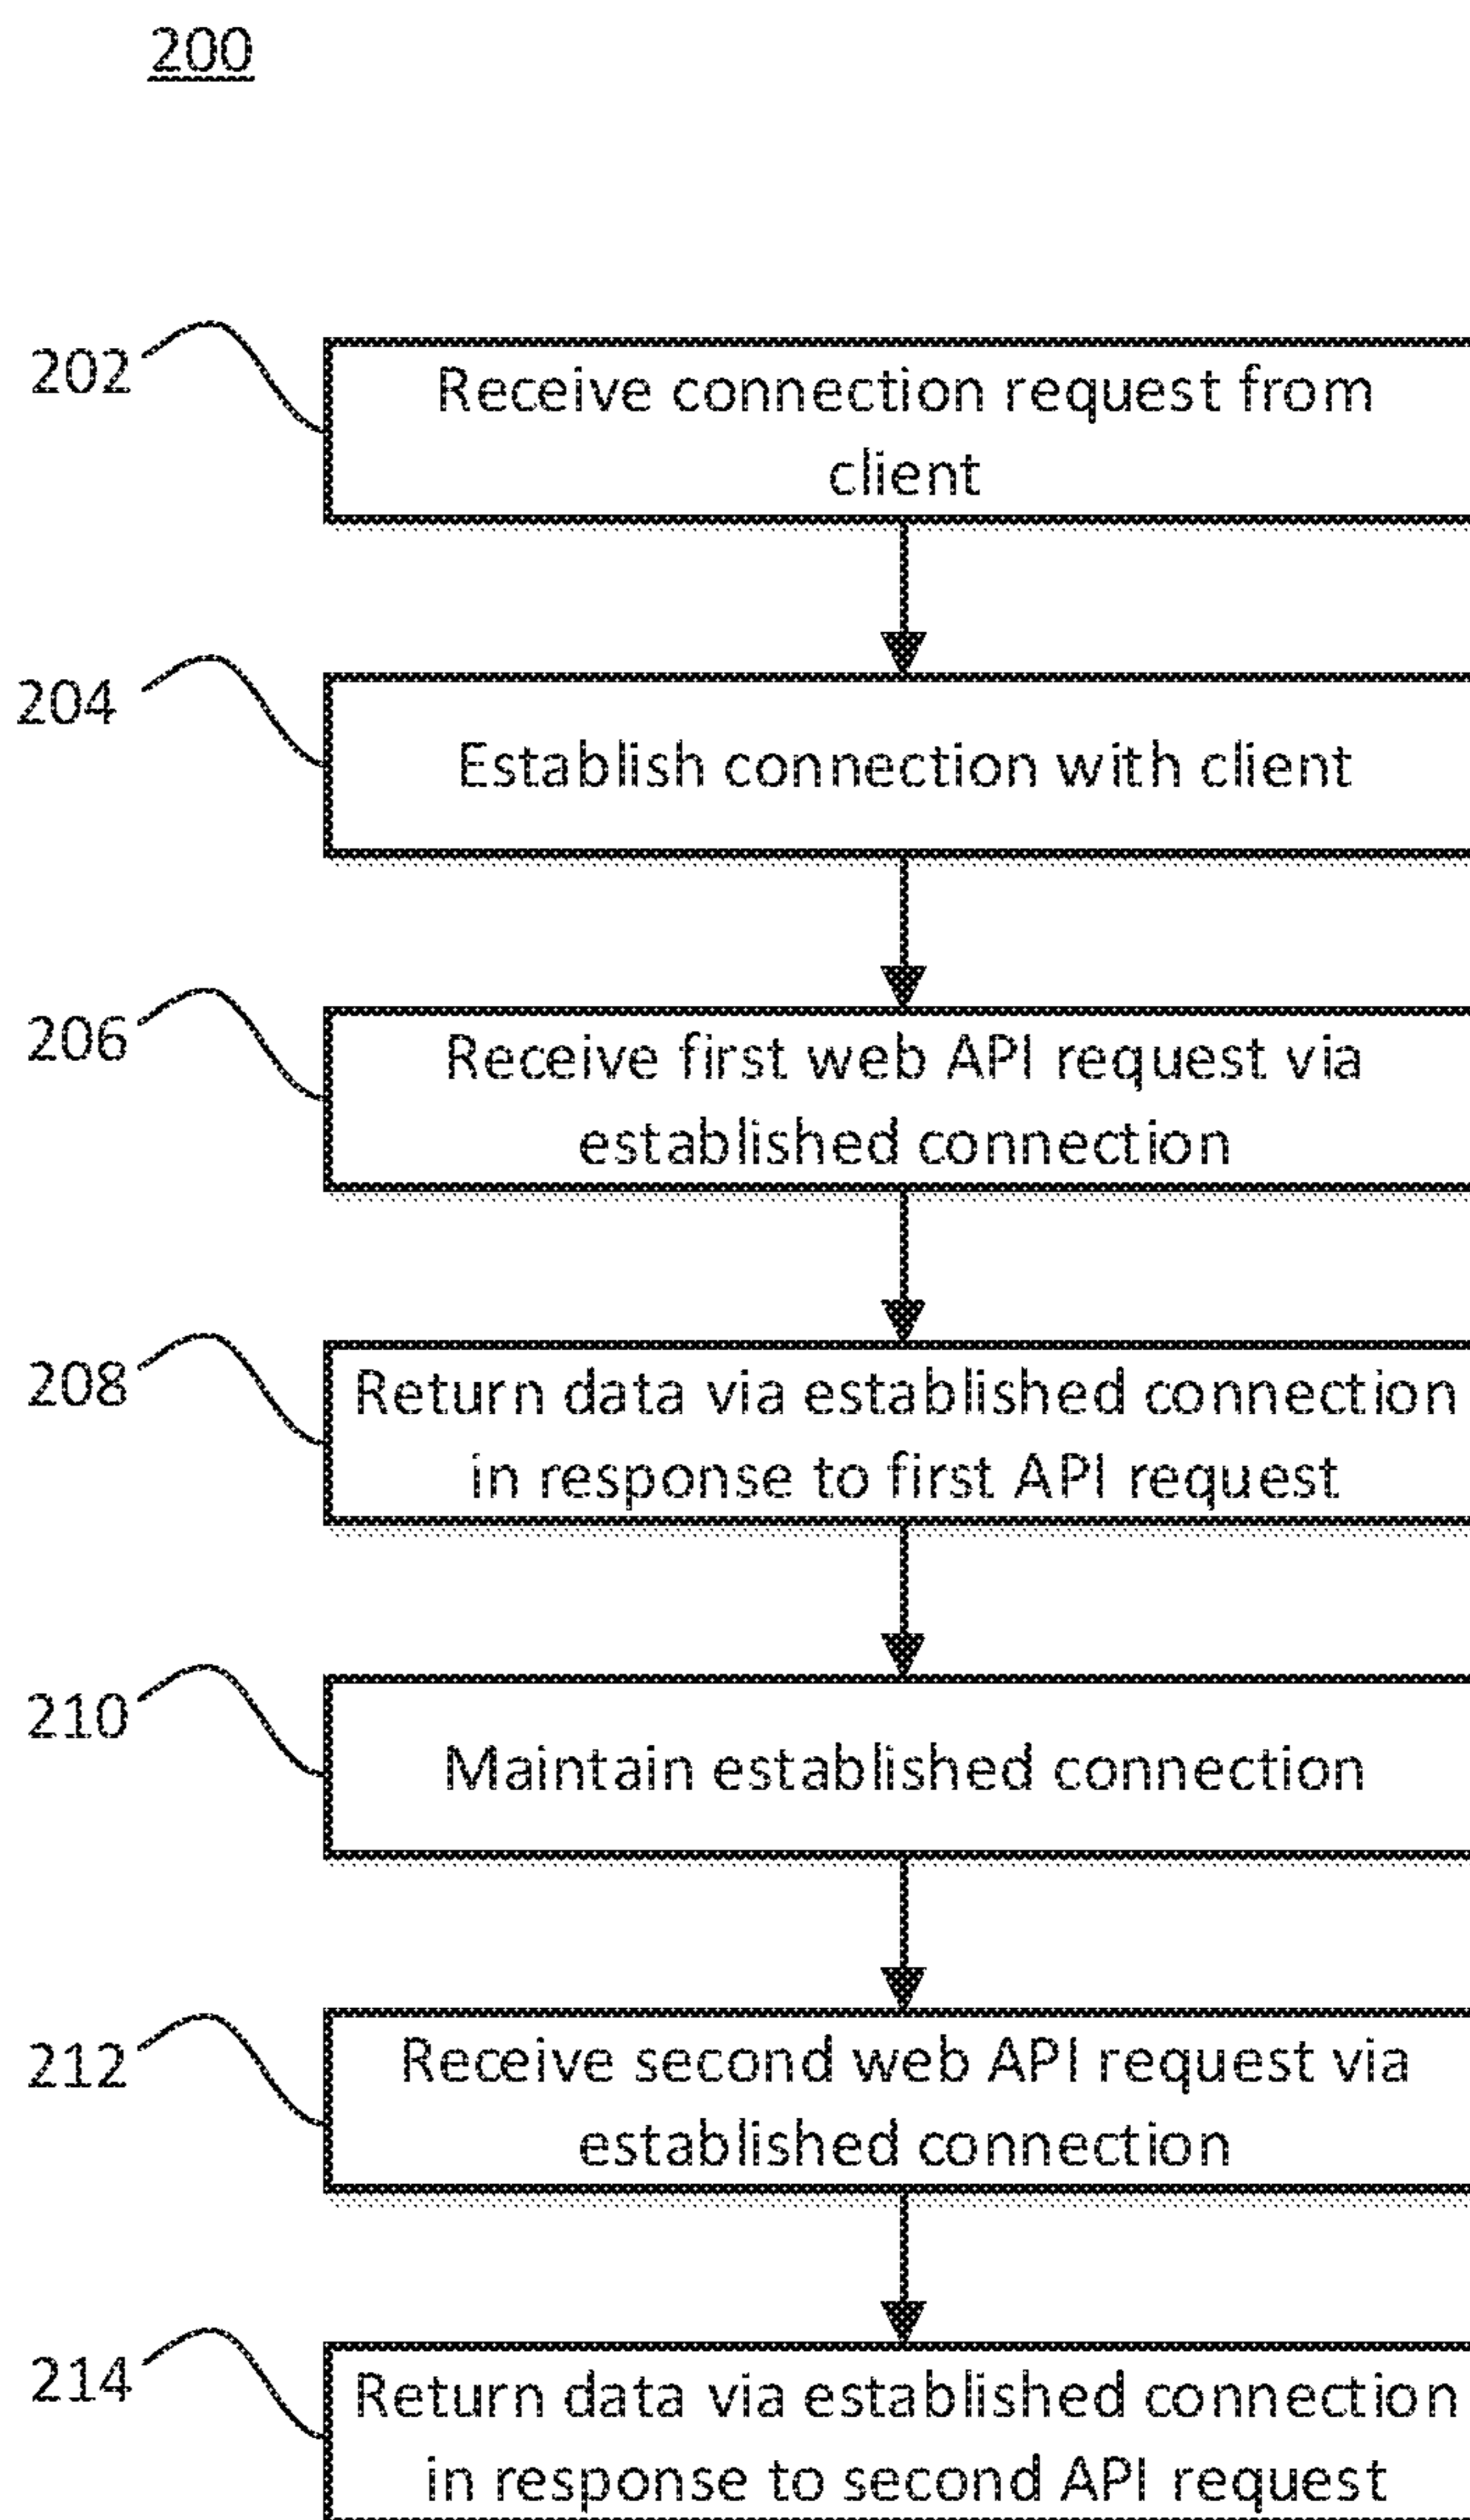 200
202
Receive connection request from
client
204
Establish connection with client
206
Receive first web API request via
established connection
208
Return data via established connection
in response to first API request
210
Maintain established connection
212
Receive second web API request via
established connection
214
Return data via established connection
in response to second API request